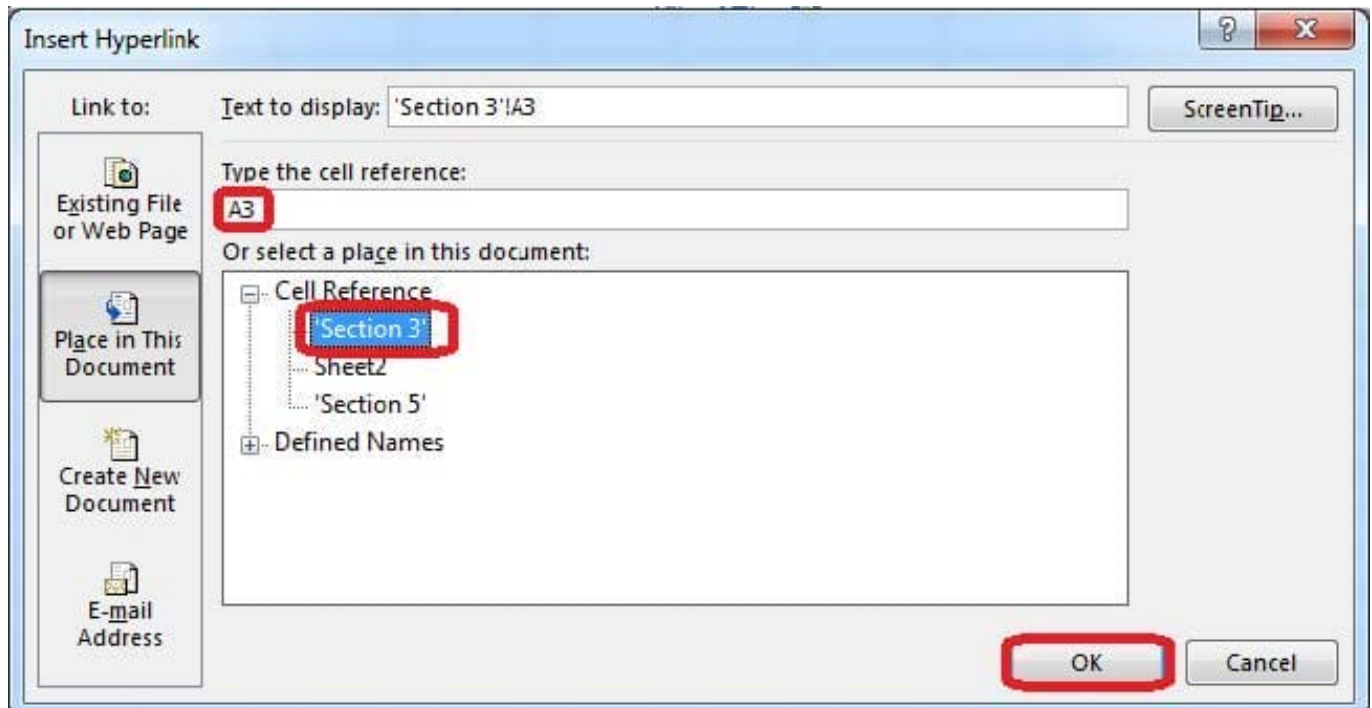 Insert Hyperlink
Link to:
Text to display: 'Section 3'!A3
ScreenTip...
Type the cell reference:
A3
Or select a place in this document:
Existing File
or Web Page
Place in This
Document
Create New
Document
E-mail
Address
Cell Reference
'Section 3'
Sheet2
'Section 5'
Defined Names
OK
Cancel